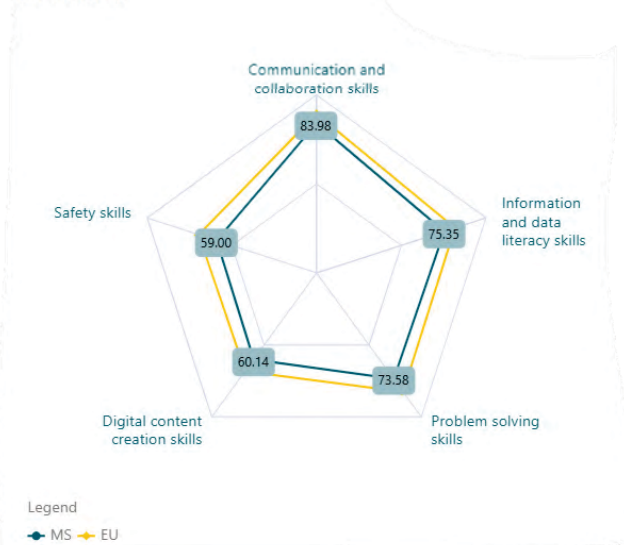 Communication and
collaboration skills
83.98
Safety skills
Information
and data
literacy skills
59.00
75.35
60.14
73.58
Digital content
creation skills
Problem solving
skills
Legend
MS EU